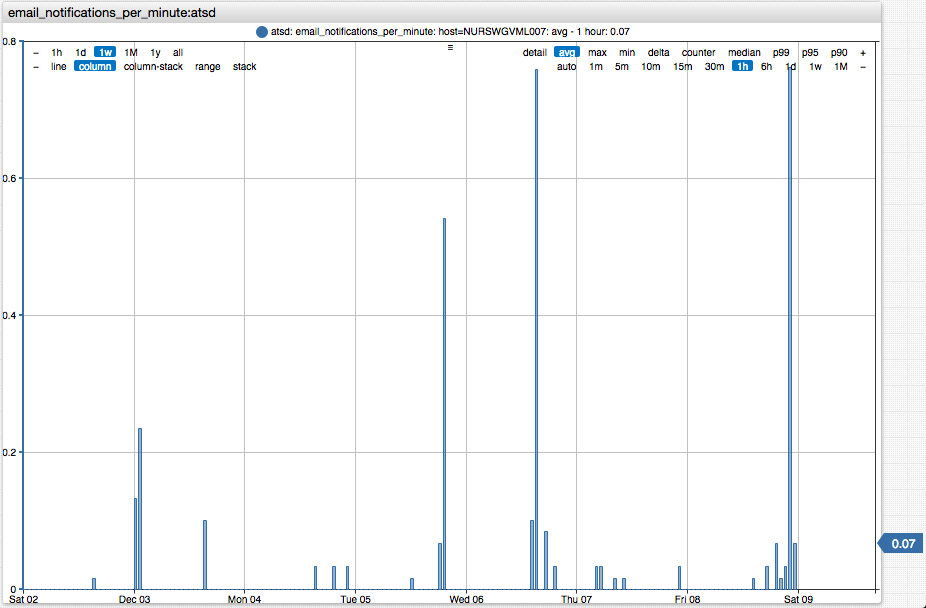 email_notifications_per_minute:atsd
atsd: email_notifications_per_minute: host=NURSWGVML007: avg - 1 hour: 0.07
– 1h 1d 1w 1M 1y all
detail avg max min delta counter median p99 p95 p90 +
– line column column-stack range stack
auto 1m 5m 10m 15m 30m 1h 6h 1d 1w 1M –
0.8
0.6
0.4
0.2
0
0.07
Sat 02 Dec 03 Mon 04 Tue 05 Wed 06 Thu 07 Fri 08 Sat 09